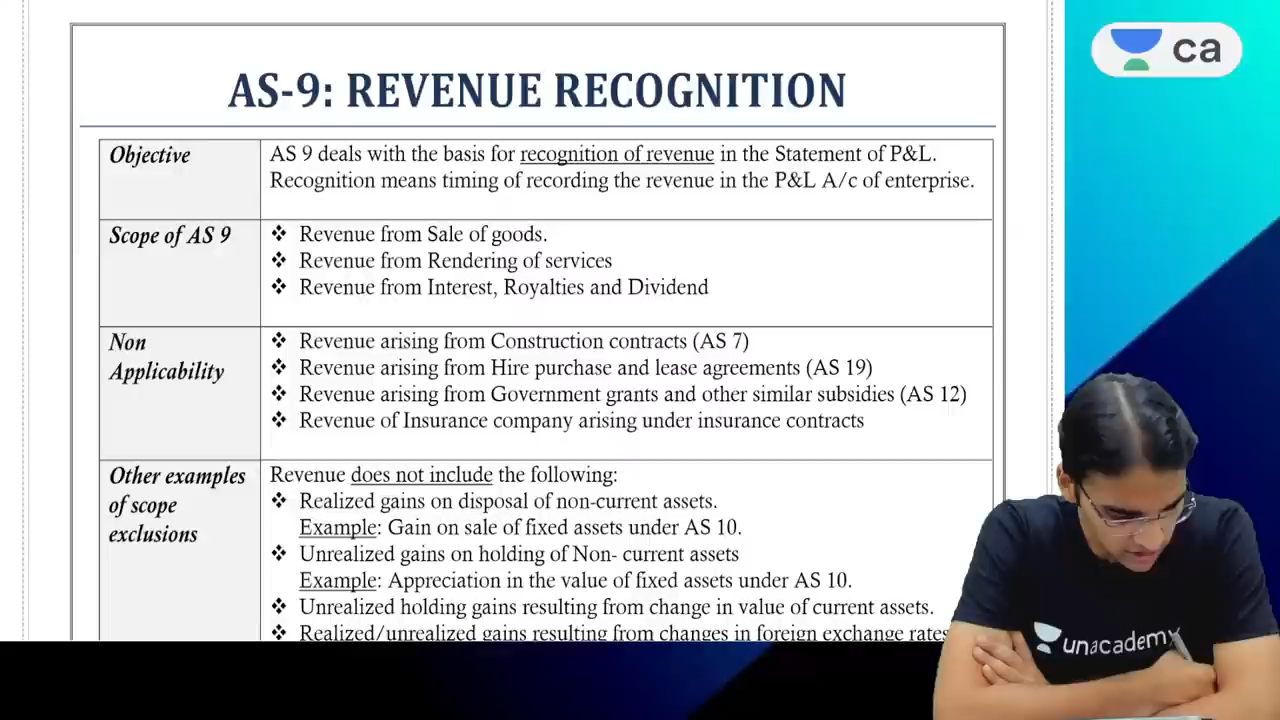 ca
AS-9: REVENUE RECOGNITION
Objective
AS 9 deals with the basis for recognition of revenue in the Statement of P&L.
Recognition means timing of recording the revenue in the P&L A/c of enterprise.
Scope of AS 9
❖ Revenue from Sale of goods.
❖ Revenue from Rendering of services
❖ Revenue from Interest, Royalties and Dividend
Non
Applicability
❖ Revenue arising from Construction contracts (AS 7)
❖ Revenue arising from Hire purchase and lease agreements (AS 19)
❖ Revenue arising from Government grants and other similar subsidies (AS 12)
❖ Revenue of Insurance company arising under insurance contracts
Other examples
of scope
exclusions
Revenue does not include the following:
❖ Realized gains on disposal of non-current assets.
Example: Gain on sale of fixed assets under AS 10.
❖ Unrealized gains on holding of Non- current assets
Example: Appreciation in the value of fixed assets under AS 10.
❖ Unrealized holding gains resulting from change in value of current assets.
❖ Realized/unrealized gains resulting from changes in foreign exchange rates
unacademy